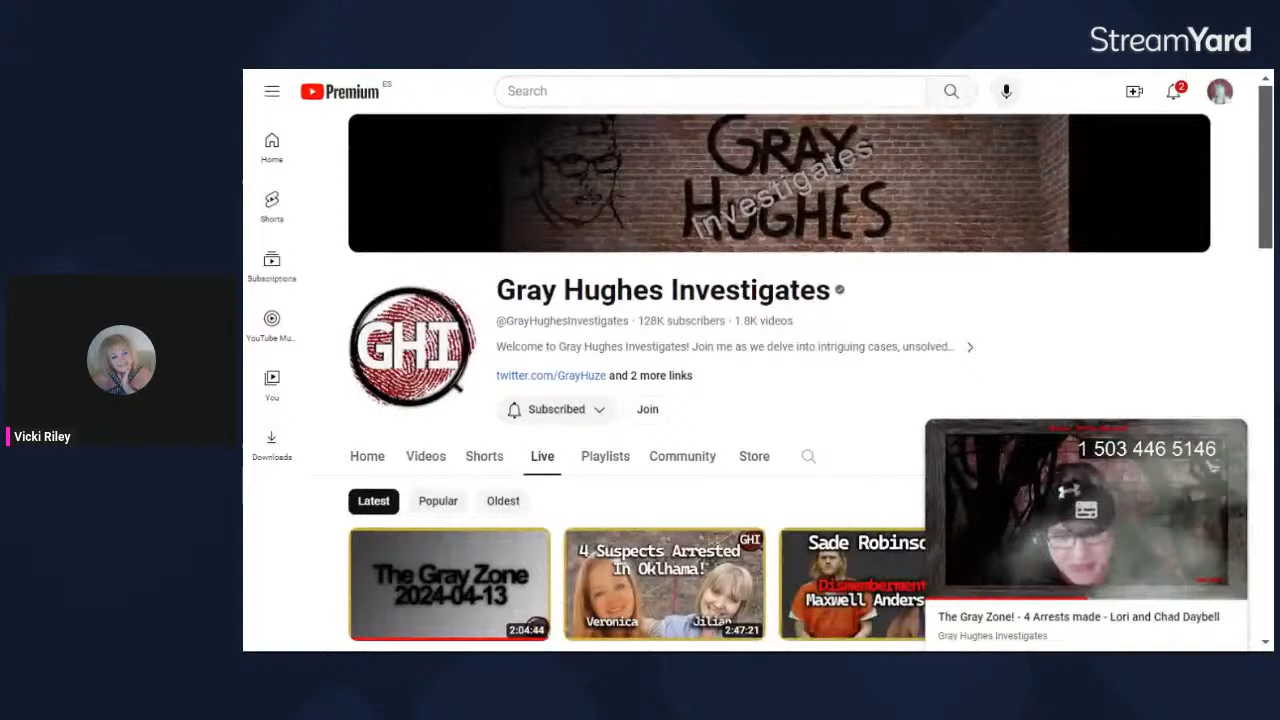 StreamYard
Premium ES
Search
2
Home
Shorts
Subscriptions
YouTube Mu...
You
Downloads
GRAY
HUGHES
investigates
GHI
Gray Hughes Investigates
@GrayHughesInvestigates · 128K subscribers · 1.8K videos
Welcome to Gray Hughes Investigates! Join me as we delve into intriguing cases, unsolved...
twitter.com/GrayHuze and 2 more links
Subscribed
Join
Home
Videos
Shorts
Live
Playlists
Community
Store
Latest
Popular
Oldest
The Gray Zone
2024-04-13
2:04:44
GHI
4 Suspects Arrested
In Oklhama!
Veronica
Jilian
2:47:21
Sade Robinso
Dismemberment
Maxwell Anders
1 503 446 5146
The Gray Zone! - 4 Arrests made - Lori and Chad Daybell
Gray Hughes Investigates
Vicki Riley